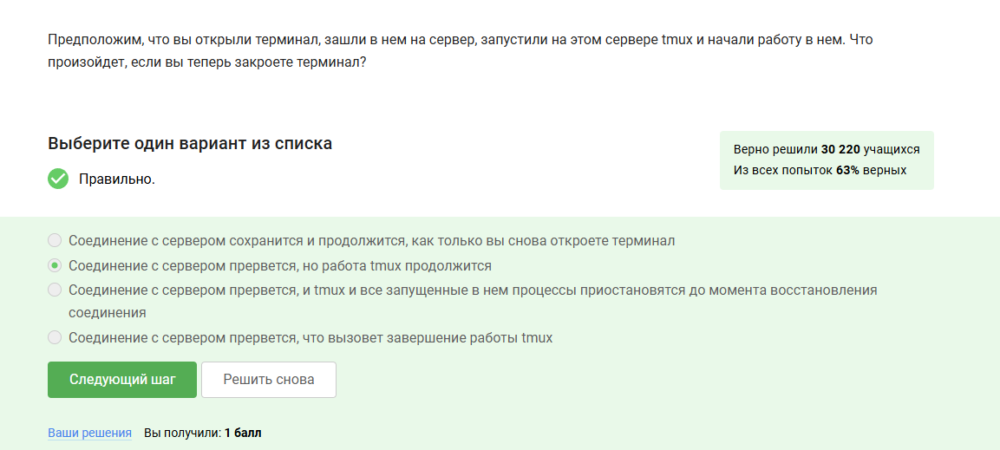 Предположим, что вы открыли терминал, зашли в нем на сервер, запустили на этом сервере tmux и начали работу в нем. Что
произойдет, если вы теперь закроете терминал?
Выберите один вариант из списка
Верно решили 30 220 учащихся
Из всех попыток 63% верных
Правильно.
Соединение с сервером сохранится и продолжится, как только вы снова откроете терминал
Соединение с сервером прервется, но работа tmux продолжится
Соединение с сервером прервется, и tmux и все запущенные в нем процессы приостановятся до момента восстановления
соединения
Соединение с сервером прервется, что вызовет завершение работы tmux
Следующий шаг
Решить снова
Ваши решения Вы получили: 1 балл